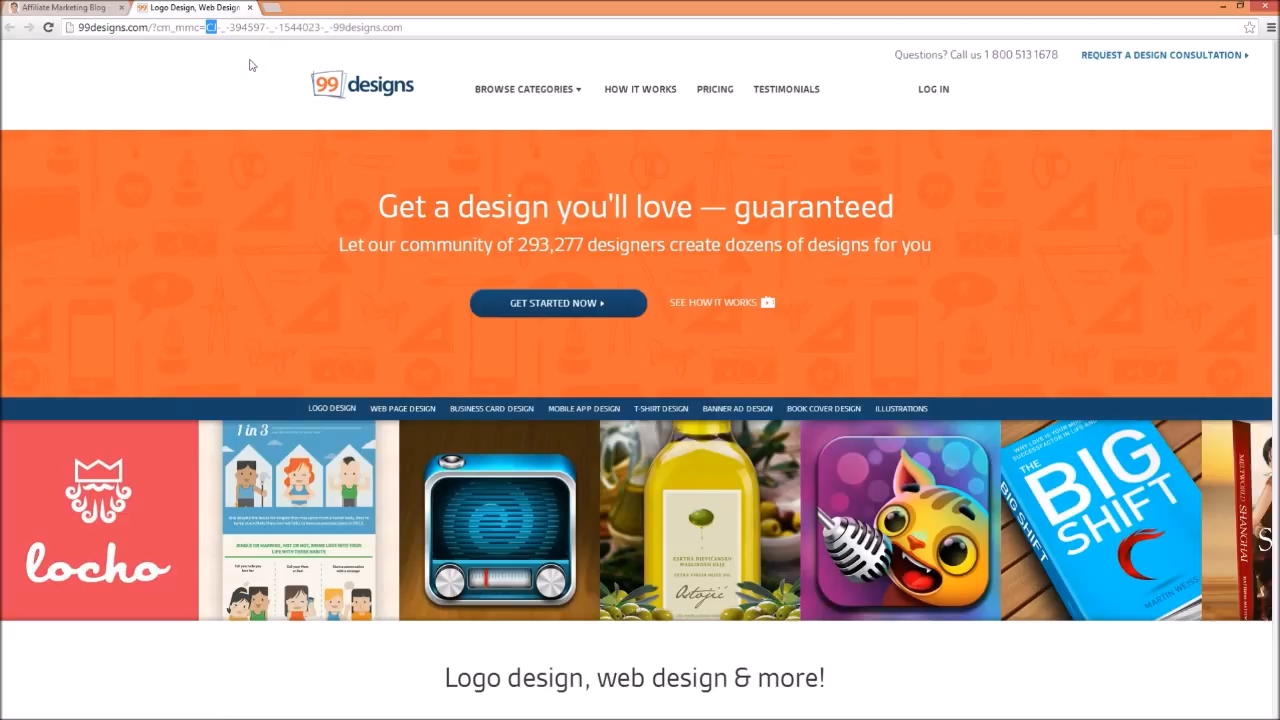 Affiliate Marketing Blog
Logo Design, Web Design
99designs.com/?cm_mmc=CJ-_-394597-_-1544023-_-99designs.com
Questions? Call us 1 800 513 1678
REQUEST A DESIGN CONSULTATION
99designs
BROWSE CATEGORIES
HOW IT WORKS
PRICING
TESTIMONIALS
LOG IN
Get a design you'll love — guaranteed
Let our community of 293,277 designers create dozens of designs for you
GET STARTED NOW
SEE HOW IT WORKS
LOGO DESIGN
WEB PAGE DESIGN
BUSINESS CARD DESIGN
MOBILE APP DESIGN
T-SHIRT DESIGN
BANNER AD DESIGN
BOOK COVER DESIGN
ILLUSTRATIONS
locho
1 in 3
THE
BIG
SHIFT
MARTIN WEISS
SHANGHAI
Logo design, web design & more!